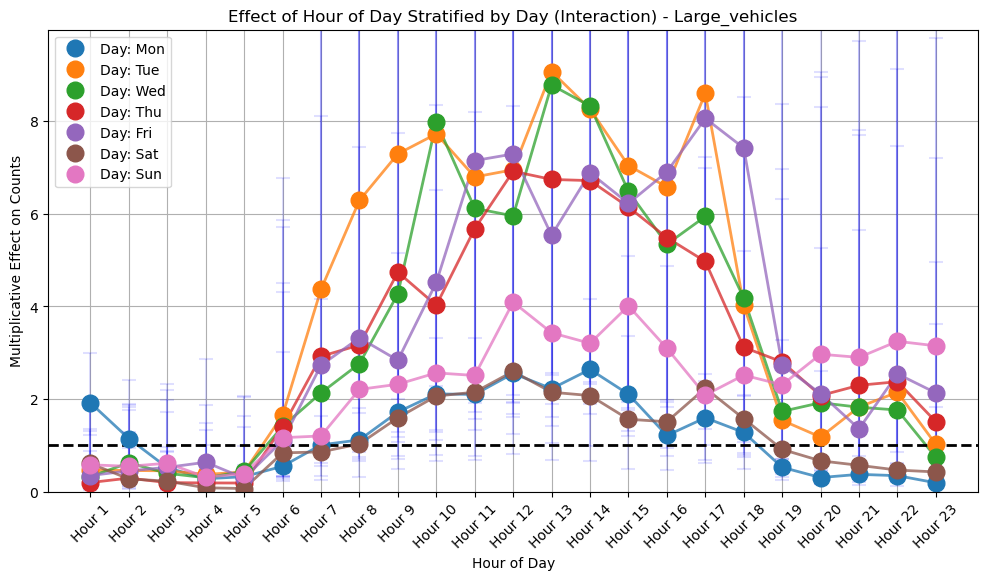 Effect of Hour of Day Stratified by Day (Interaction) - Large_vehicles
Day: Mon
Day: Tue
Day: Wed
Day: Thu
Day: Fri
Day: Sat
Day: Sun
Multiplicative Effect on Counts
8
6
4
2
0
Hour 1
Hour 2
Hour 3
Hour 4
Hour 5
Hour 6
Hour 7
Hour 8
Hour 9
Hour 10
Hour 11
Hour 12
Hour 13
Hour 14
Hour 15
Hour 16
Hour 17
Hour 18
Hour 19
Hour 20
Hour 21
Hour 22
Hour 23
Hour of Day